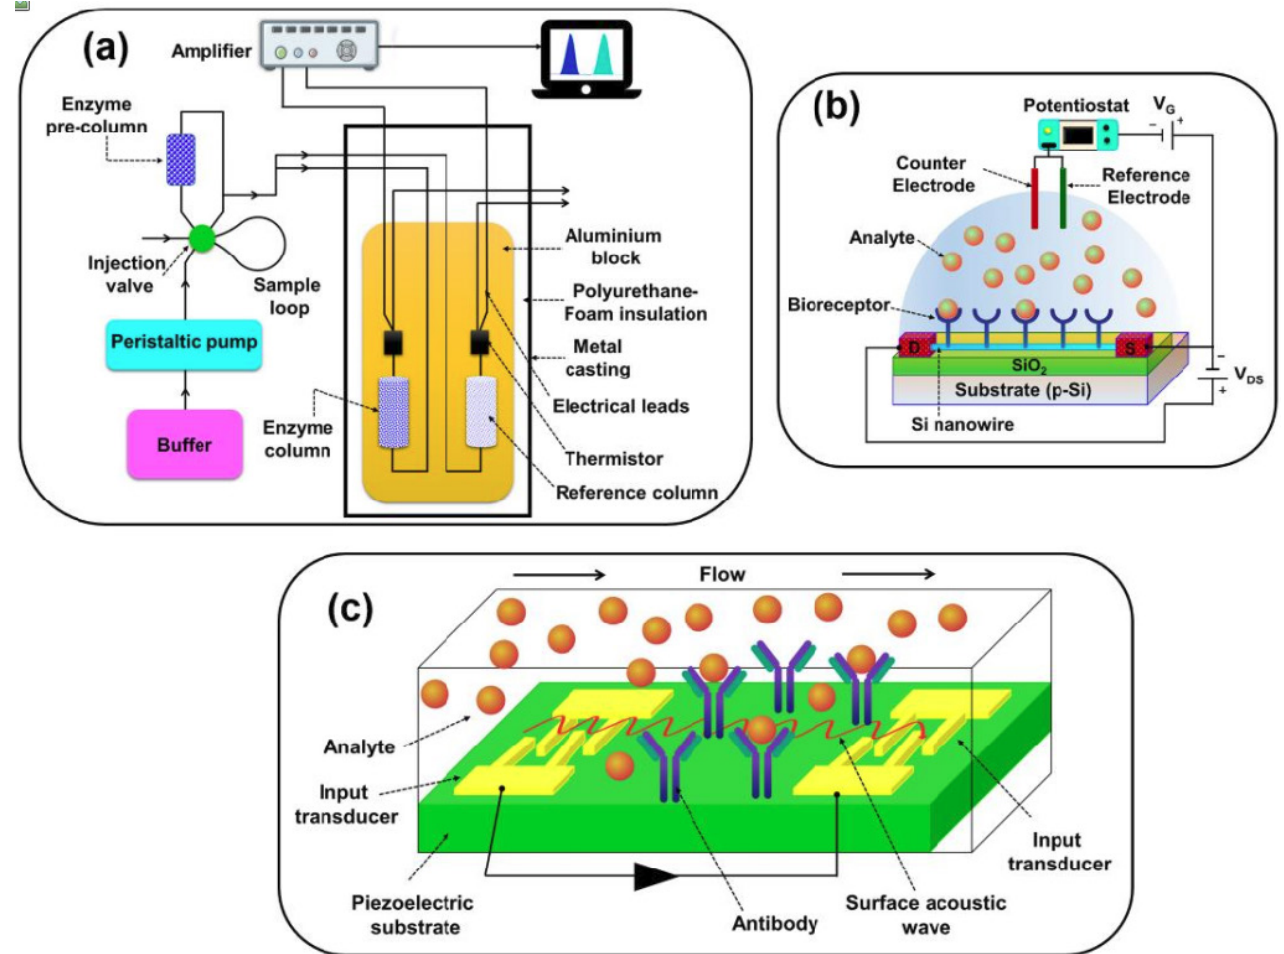 (a)
Amplifier
Enzyme
pre-column
Injection
valve
Sample
loop
Peristaltic pump
Buffer
Enzyme
column
Aluminium
block
Polyurethane-
Foam insulation
Metal
casting
Electrical leads
Thermistor
Reference column
(b)
Potentiostat
VG
−
+
Counter
Electrode
Reference
Electrode
Analyte
Bioreceptor
D
S
SiO2
Substrate (p-Si)
Si nanowire
−
VDS
+
(c)
Flow
Analyte
Input
transducer
Piezoelectric
substrate
Antibody
Surface acoustic
wave
Input
transducer